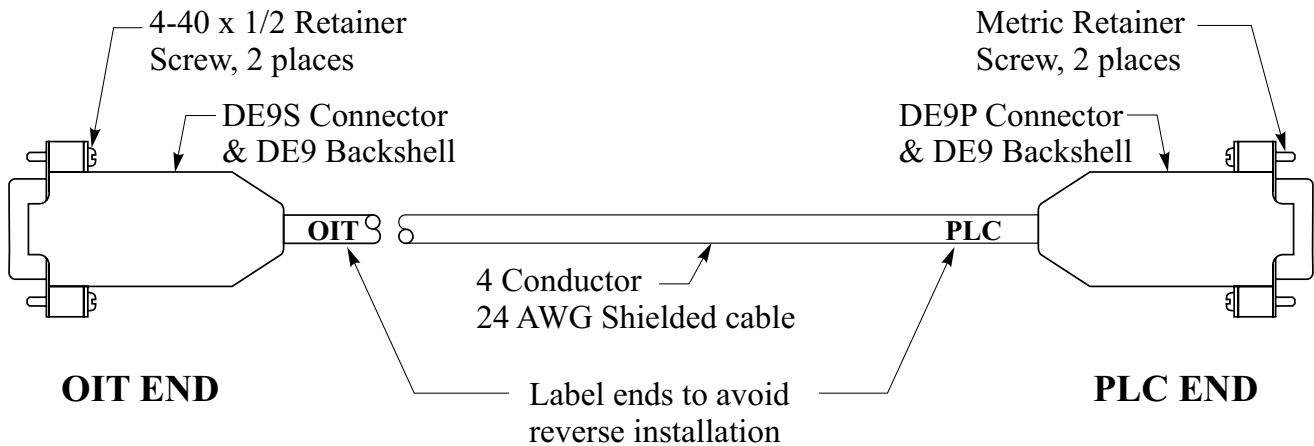 4-40 x 1/2 Retainer
Screw, 2 places
Metric Retainer
Screw, 2 places
DE9S Connector
& DE9 Backshell
DE9P Connector
& DE9 Backshell
OIT
PLC
4 Conductor
24 AWG Shielded cable
OIT END
PLC END
Label ends to avoid
reverse installation